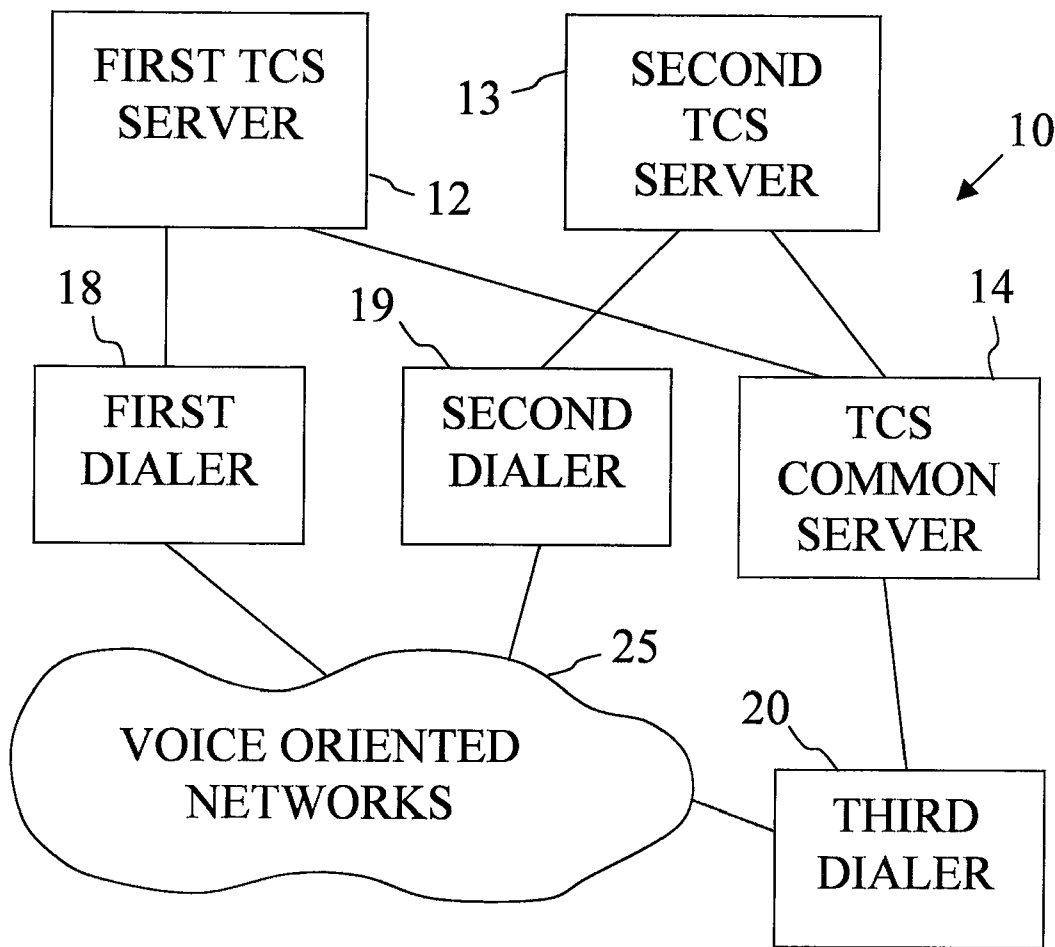 FIRST TCS
SERVER
12
13
SECOND
TCS
SERVER
10
18
FIRST
DIALER
19
SECOND
DIALER
14
TCS
COMMON
SERVER
25
VOICE ORIENTED
NETWORKS
20
THIRD
DIALER